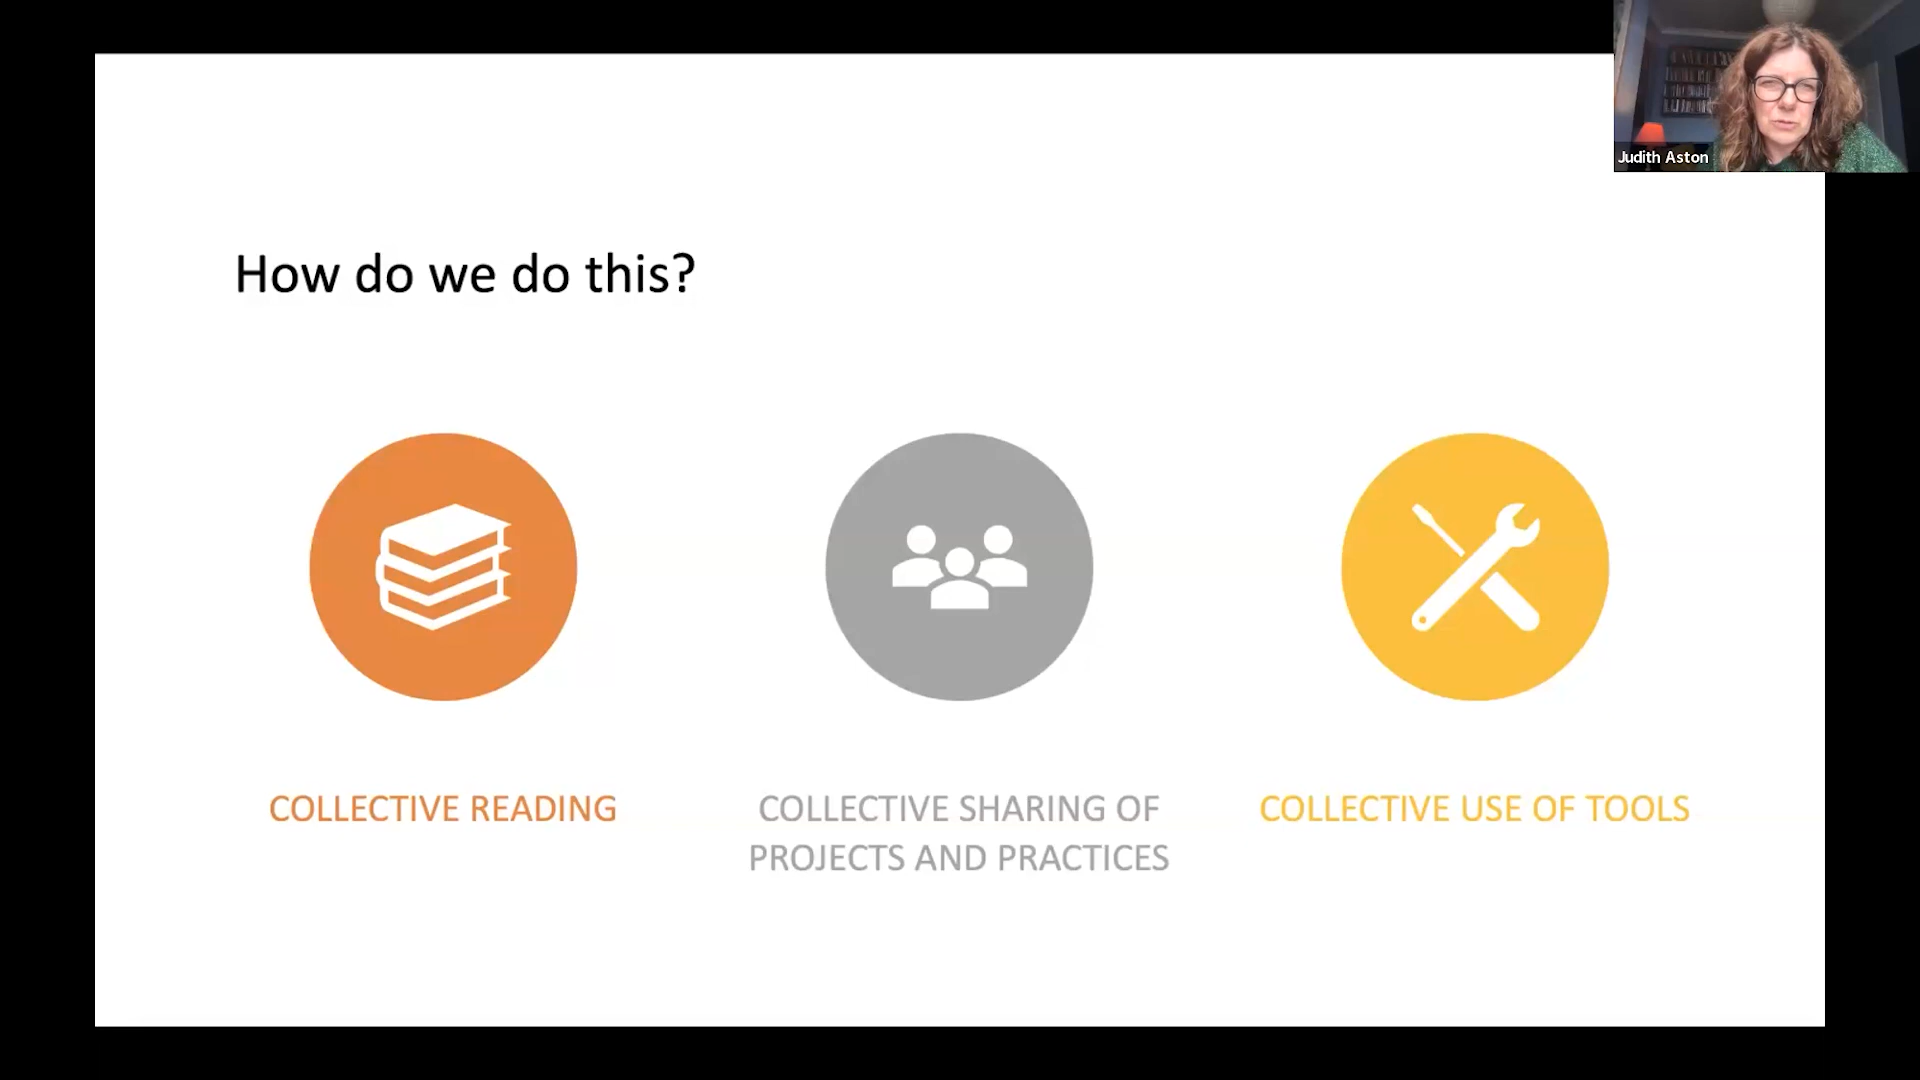 Judith Aston
How do we do this?
COLLECTIVE READING
COLLECTIVE SHARING OF
PROJECTS AND PRACTICES
COLLECTIVE USE OF TOOLS